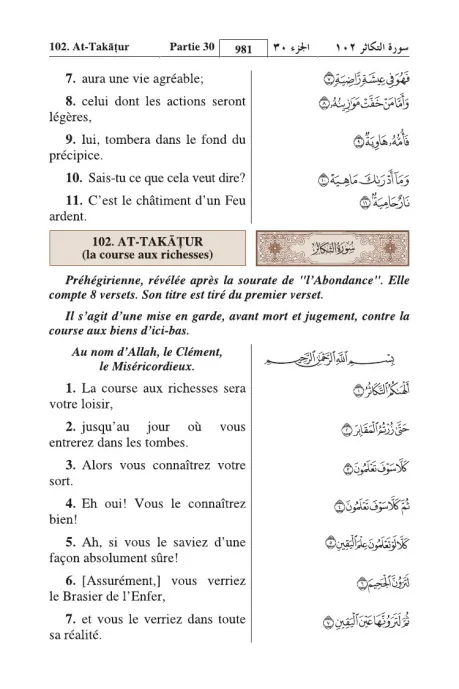 102. At-Takāṯur Partie 30 981 الجزء ٣٠ سورة التكاثر ١٠٢
7. aura une vie agréable;
فَهُوَ فِي عِيشَةٍ رَّاضِيَةٍ ٧
8. celui dont les actions seront
légères,
وَأَمَّا مَنْ خَفَّتْ مَوَازِينُهُ ٨
9. lui, tombera dans le fond du
précipice.
فَأُمُّهُ هَاوِيَةٌ ٩
10. Sais-tu ce que cela veut dire?
وَمَا أَدْرَىٰكَ مَا هِيَهْ ١٠
11. C'est le châtiment d'un Feu
ardent.
نَارٌ حَامِيَةٌ ١١
102. AT-TAKĀṮUR
(la course aux richesses)
سُورَةُ التَّكَاثُرِ
Préhégirienne, révélée après la sourate de "l'Abondance". Elle
compte 8 versets. Son titre est tiré du premier verset.
Il s'agit d'une mise en garde, avant mort et jugement, contre la
course aux biens d'ici-bas.
Au nom d'Allah, le Clément,
le Miséricordieux.
بِسْمِ اللَّهِ الرَّحْمَٰنِ الرَّحِيمِ
1. La course aux richesses sera
votre loisir,
أَلْهَىٰكُمُ التَّكَاثُرُ ١
2. jusqu'au jour où vous
entrerez dans les tombes.
حَتَّىٰ زُرْتُمُ الْمَقَابِرَ ٢
3. Alors vous connaîtrez votre
sort.
كَلَّا سَوْفَ تَعْلَمُونَ ٣
4. Eh oui! Vous le connaîtrez
bien!
ثُمَّ كَلَّا سَوْفَ تَعْلَمُونَ ٤
5. Ah, si vous le saviez d'une
façon absolument sûre!
كَلَّا لَوْ تَعْلَمُونَ عِلْمَ الْيَقِينِ ٥
6. [Assurément,] vous verriez
le Brasier de l'Enfer,
لَتَرَوُنَّ الْجَحِيمَ ٦
7. et vous le verriez dans toute
sa réalité.
ثُمَّ لَتَرَوُنَّهَا عَيْنَ الْيَقِينِ ٧